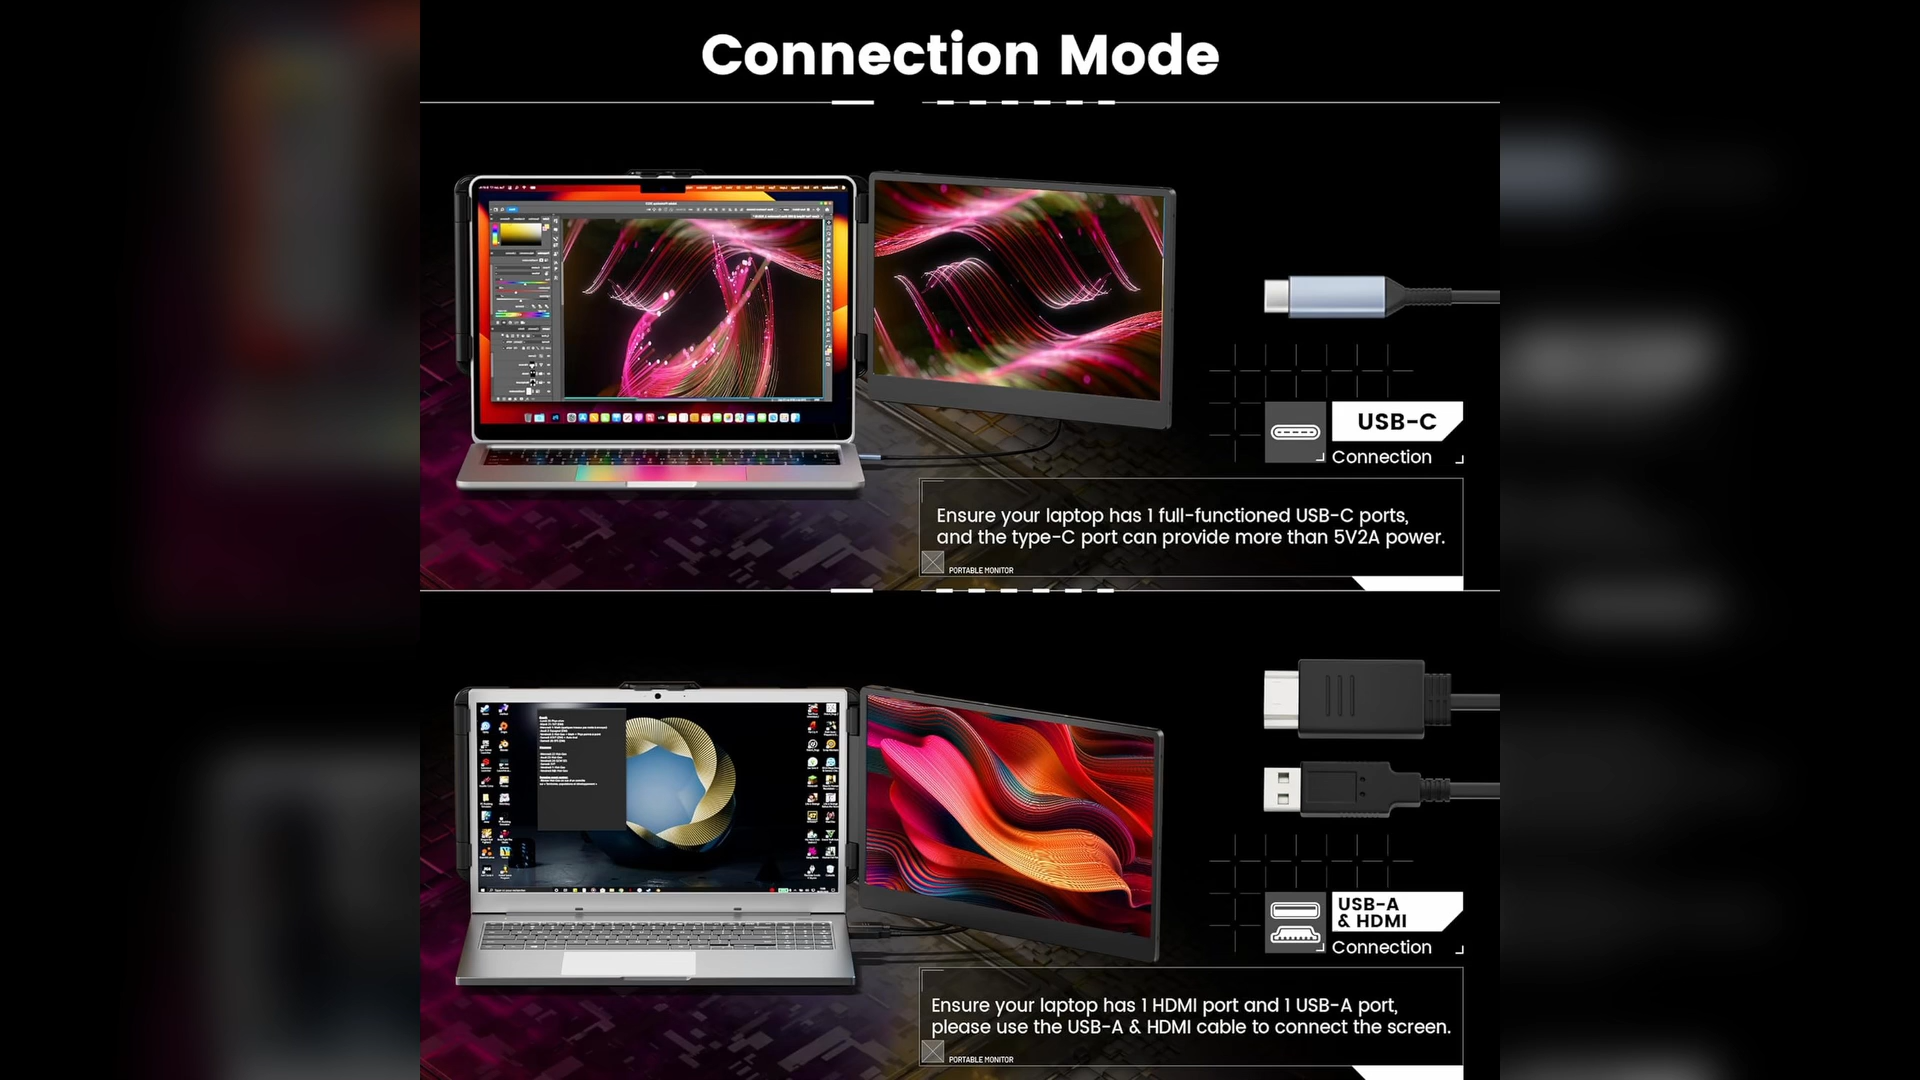 Connection Mode
USB-C
Connection
Ensure your laptop has 1 full-functioned USB-C ports,
and the type-C port can provide more than 5V2A power.
PORTABLE MONITOR
USB-A
& HDMI
Connection
Ensure your laptop has 1 HDMI port and 1 USB-A port,
please use the USB-A & HDMI cable to connect the screen.
PORTABLE MONITOR